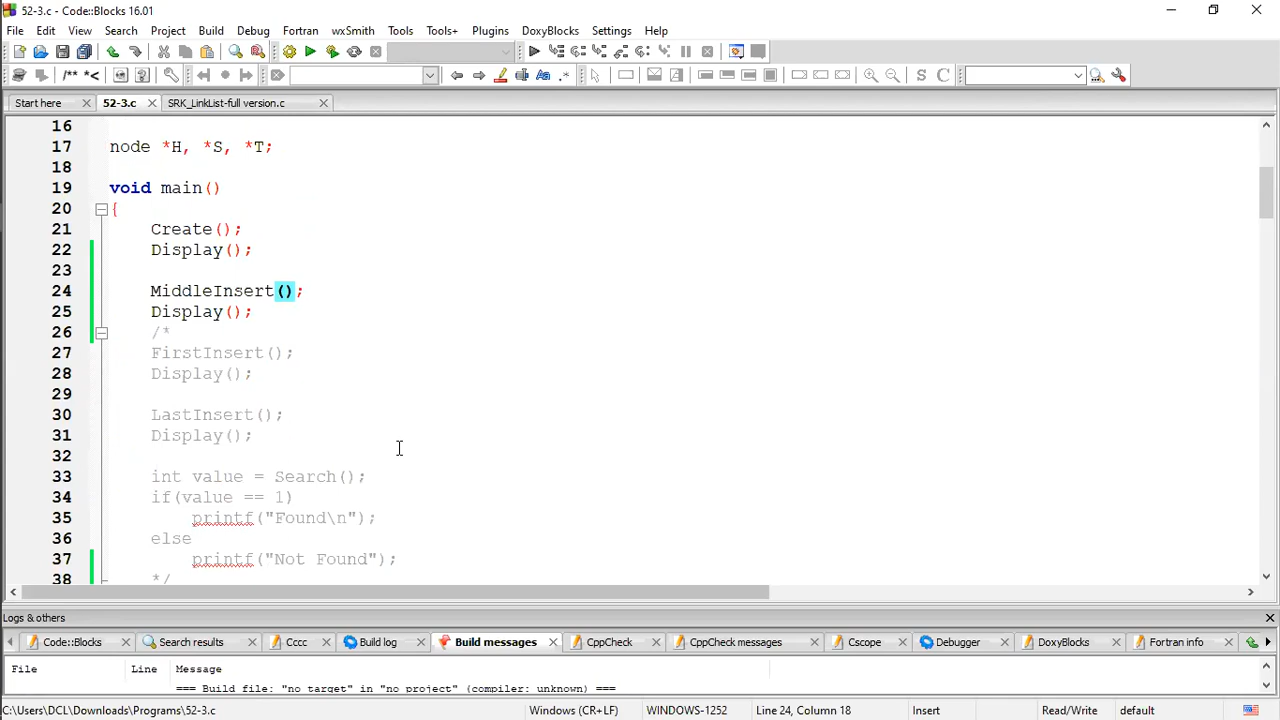 52-3.c - Code::Blocks 16.01
File Edit View Search Project Build Debug Fortran wxSmith Tools Tools+ Plugins DoxyBlocks Settings Help
/** *<
S C
Start here 52-3.c SRK_LinkList-full version.c
16
17 node *H, *S, *T;
18
19 void main()
20 {
21 Create();
22 Display();
23
24 MiddleInsert();
25 Display();
26 /*
27 FirstInsert();
28 Display();
29
30 LastInsert();
31 Display();
32
33 int value = Search();
34 if(value == 1)
35 printf("Found\n");
36 else
37 printf("Not Found");
38 */
Logs & others
Code::Blocks Search results Cccc Build log Build messages CppCheck CppCheck messages Cscope Debugger DoxyBlocks Fortran info
File Line Message
=== Build file: "no target" in "no project" (compiler: unknown) ===
C:\Users\DCL\Downloads\Programs\52-3.c Windows (CR+LF) WINDOWS-1252 Line 24, Column 18 Insert Read/Write default